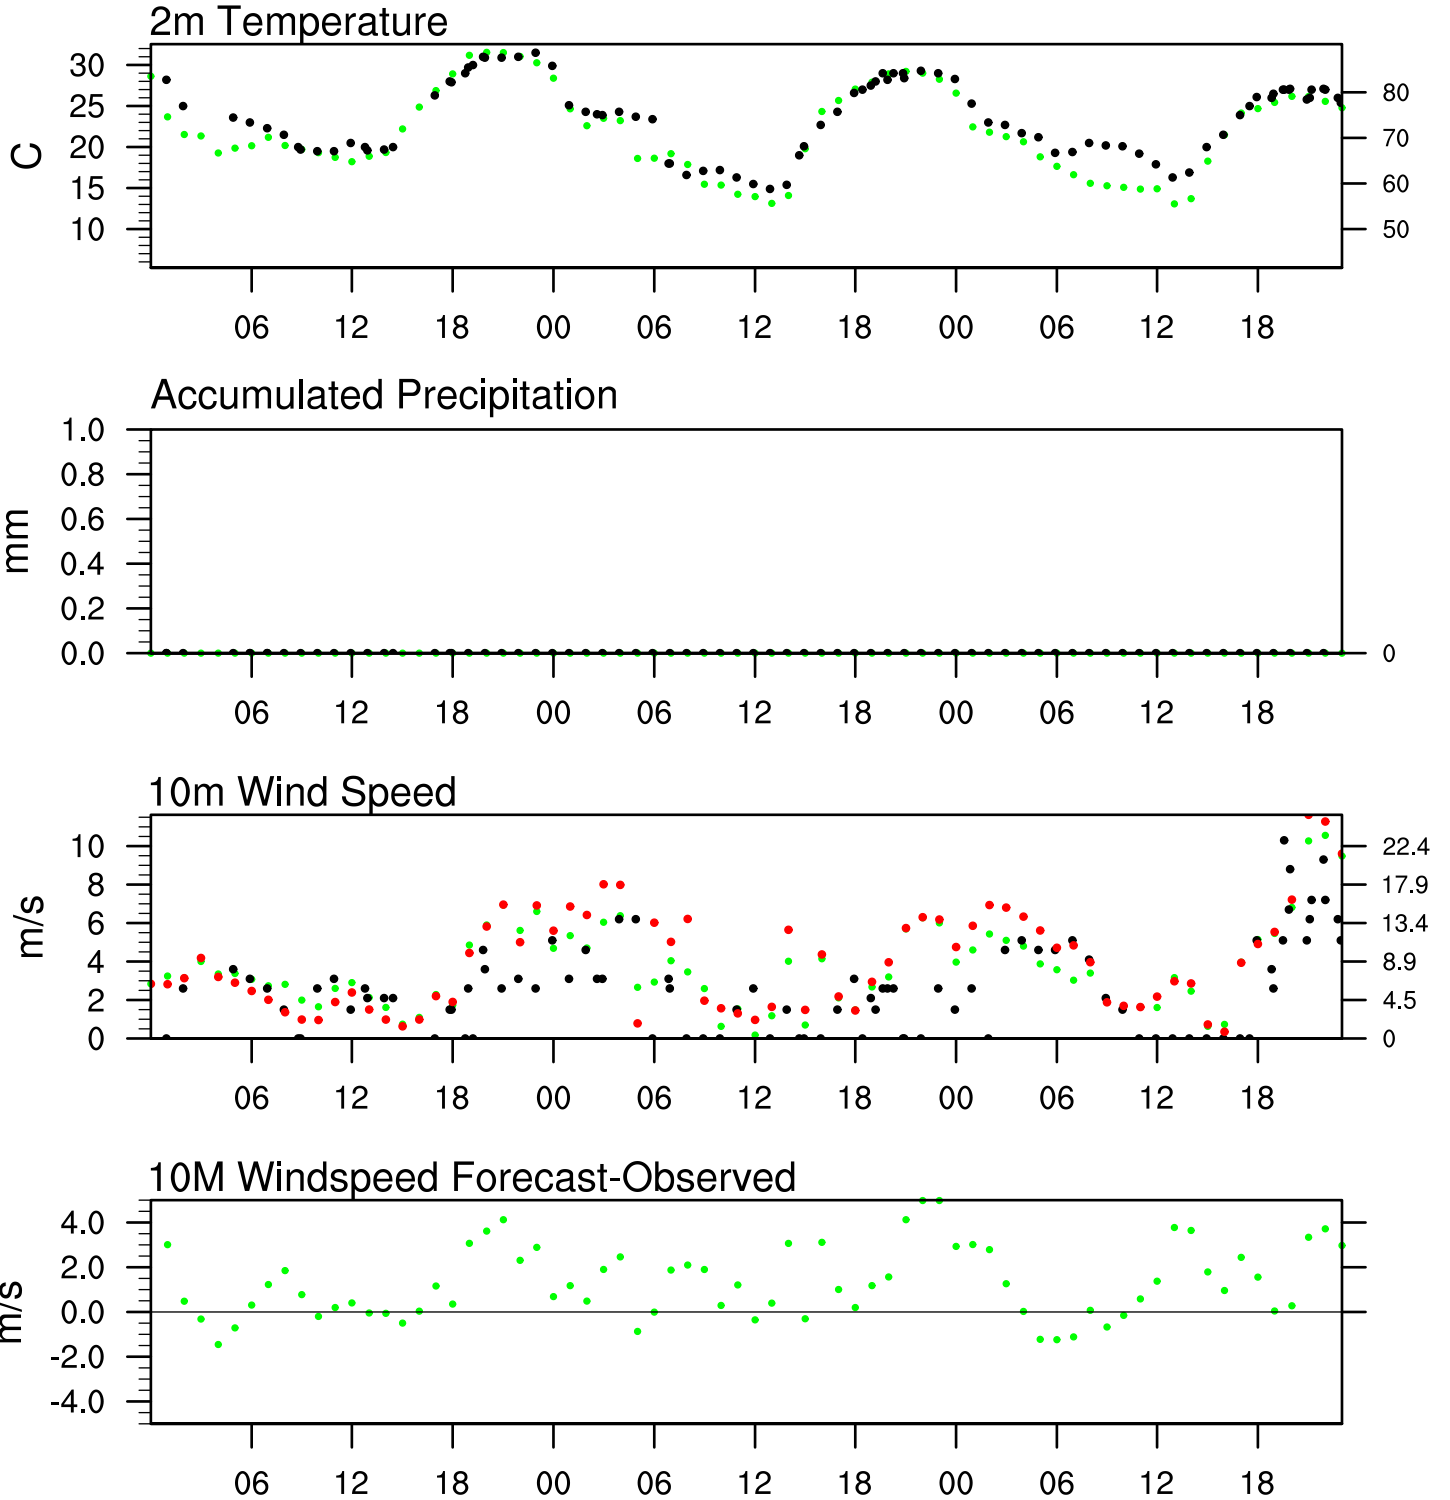 2m Temperature
30
25
20
15
10
C
80
70
60
50
06 12 18 00 06 12 18 00 06 12 18
Accumulated Precipitation
1.0
0.8
0.6
0.4
0.2
0.0
mm
0
06 12 18 00 06 12 18 00 06 12 18
10m Wind Speed
10
8
6
4
2
0
m/s
22.4
17.9
13.4
8.9
4.5
0
06 12 18 00 06 12 18 00 06 12 18
10M Windspeed Forecast-Observed
4.0
2.0
0.0
-2.0
-4.0
m/s
06 12 18 00 06 12 18 00 06 12 18